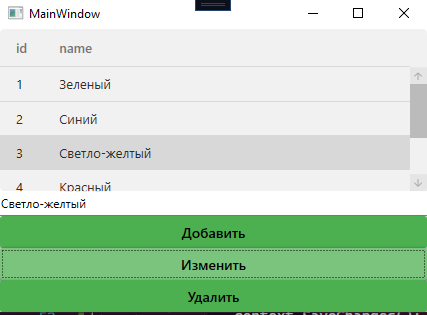 MainWindow
id name
1 Зеленый
2 Синий
3 Светло-желтый
4 Красный
Светло-желтый
Добавить
Изменить
Удалить